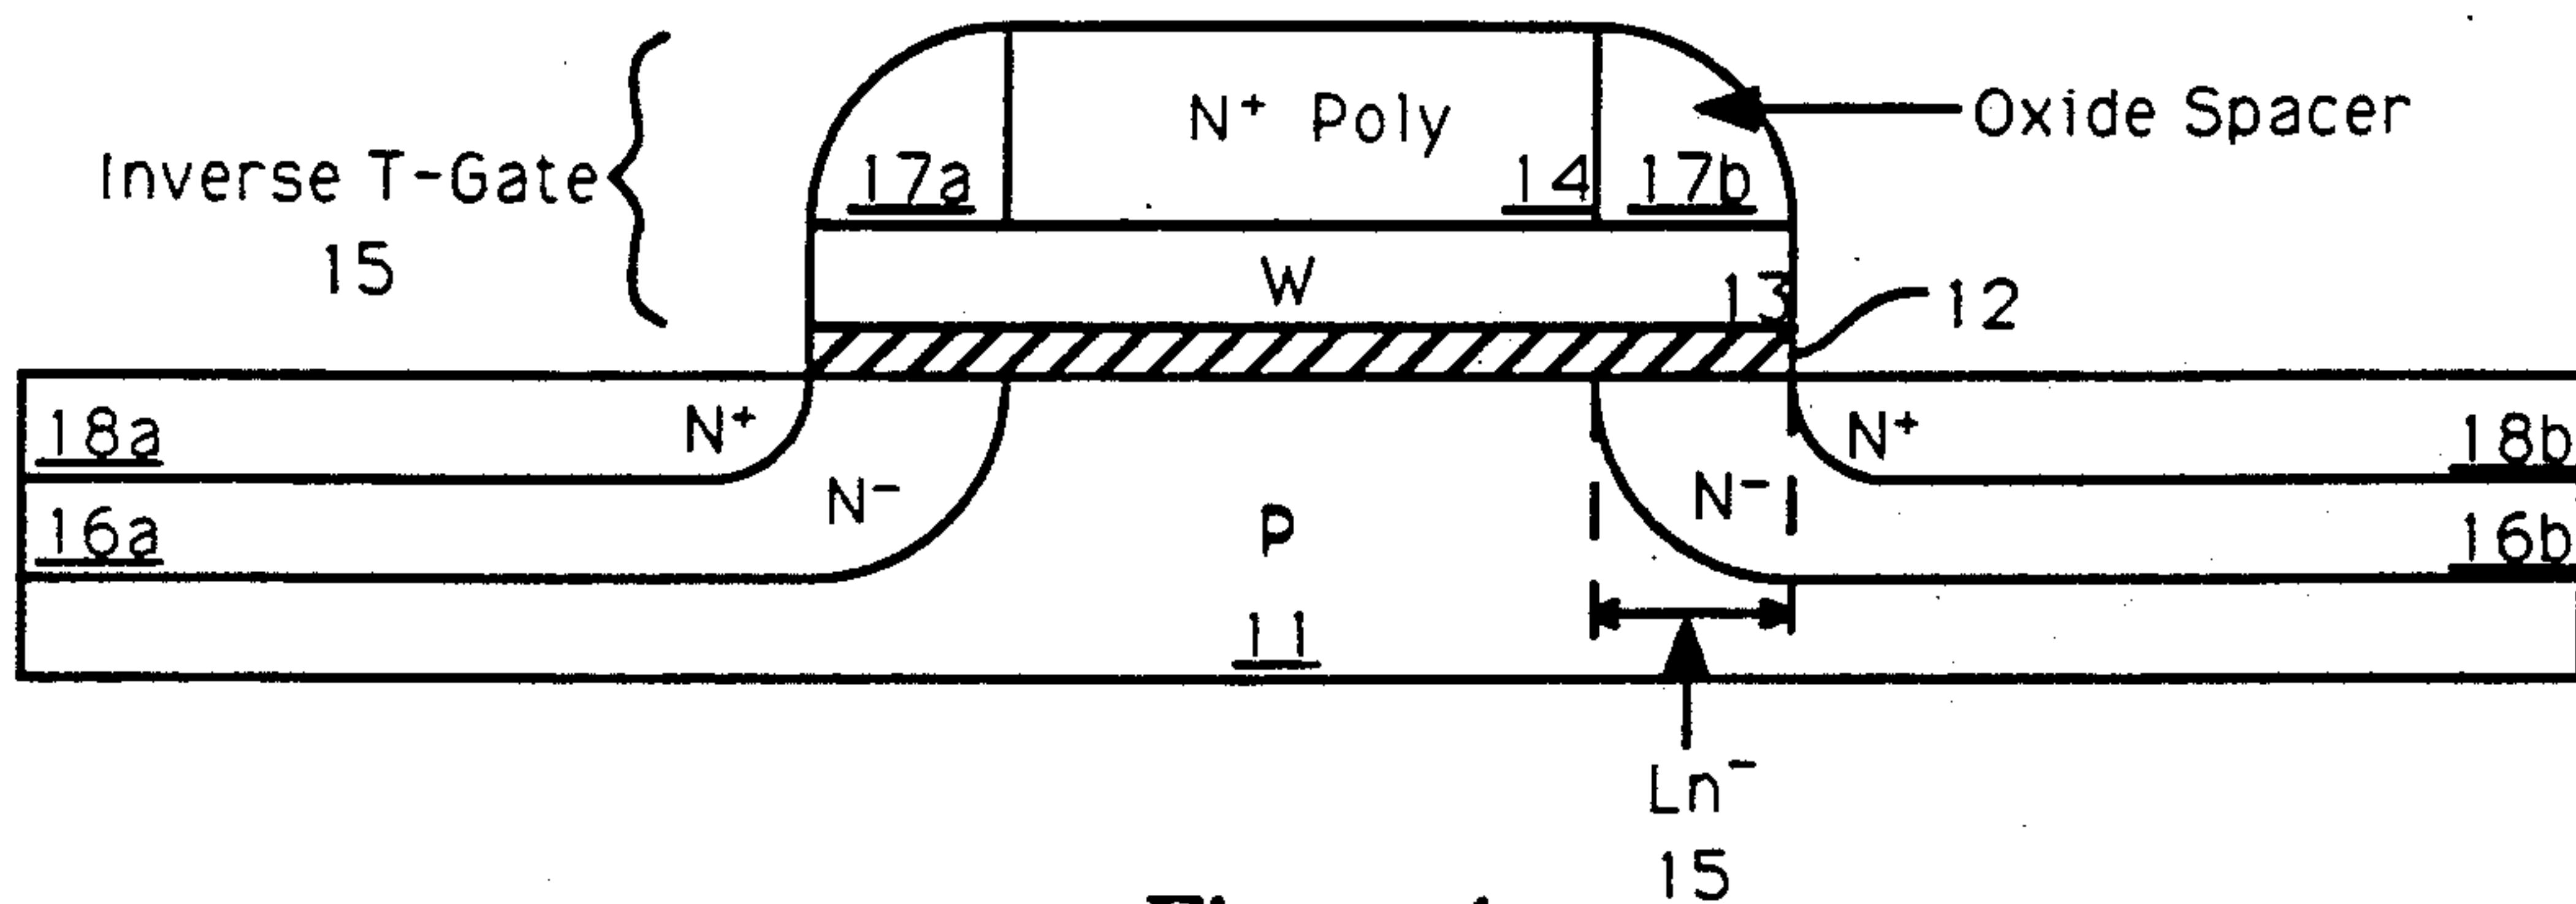 N⁺ Poly
Oxide Spacer
Inverse T-Gate
15
17a
14
17b
W
13
12
18a
N⁺
N⁺
18b
16a
N⁻
P
N⁻
16b
11
Ln⁻
15